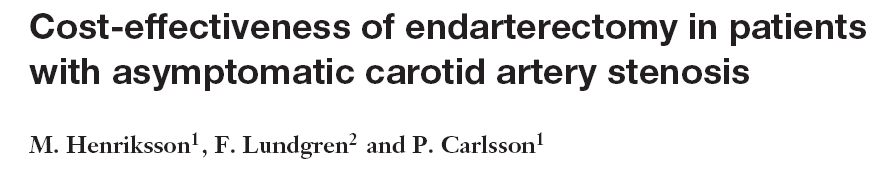 Cost-effectiveness of endarterectomy in patients
with asymptomatic carotid artery stenosis
M. Henriksson¹, F. Lundgren² and P. Carlsson¹